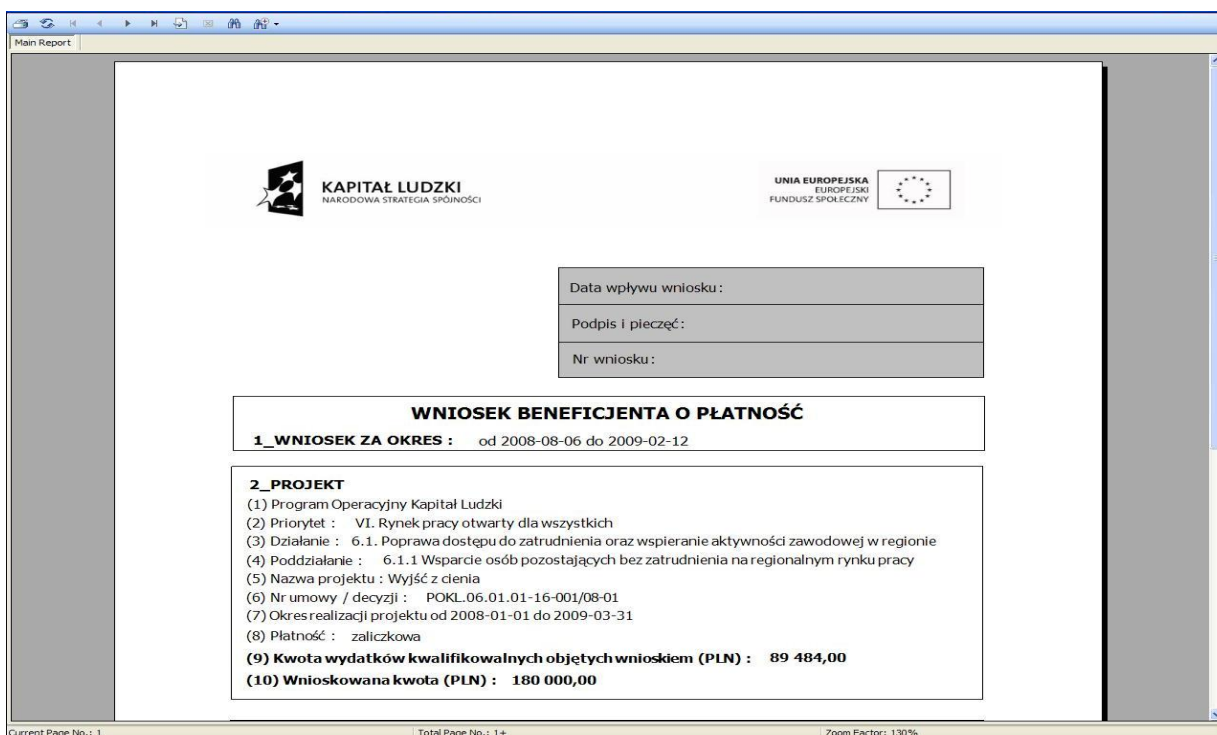 Main Report
KAPITAŁ LUDZKI
NARODOWA STRATEGIA SPÓJNOŚCI
UNIA EUROPEJSKA
EUROPEJSKI
FUNDUSZ SPOŁECZNY
Data wpływu wniosku :
Podpis i pieczęć :
Nr wniosku :
WNIOSEK BENEFICJENTA O PŁATNOŚĆ
1_WNIOSEK ZA OKRES : od 2008-08-06 do 2009-02-12
2_PROJEKT
(1) Program Operacyjny Kapitał Ludzki
(2) Priorytet : VI. Rynek pracy otwarty dla wszystkich
(3) Działanie : 6.1. Poprawa dostępu do zatrudnienia oraz wspieranie aktywności zawodowej w regionie
(4) Poddziałanie : 6.1.1 Wsparcie osób pozostających bez zatrudnienia na regionalnym rynku pracy
(5) Nazwa projektu : Wyjść z cienia
(6) Nr umowy / decyzji : POKL.06.01.01-16-001/08-01
(7) Okres realizacji projektu od 2008-01-01 do 2009-03-31
(8) Płatność : zaliczkowa
(9) Kwota wydatków kwalifikowalnych objętych wnioskiem (PLN) : 89 484,00
(10) Wnioskowana kwota (PLN) : 180 000,00
Current Page No.: 1 Total Page No.: 1+ Zoom Factor: 130%